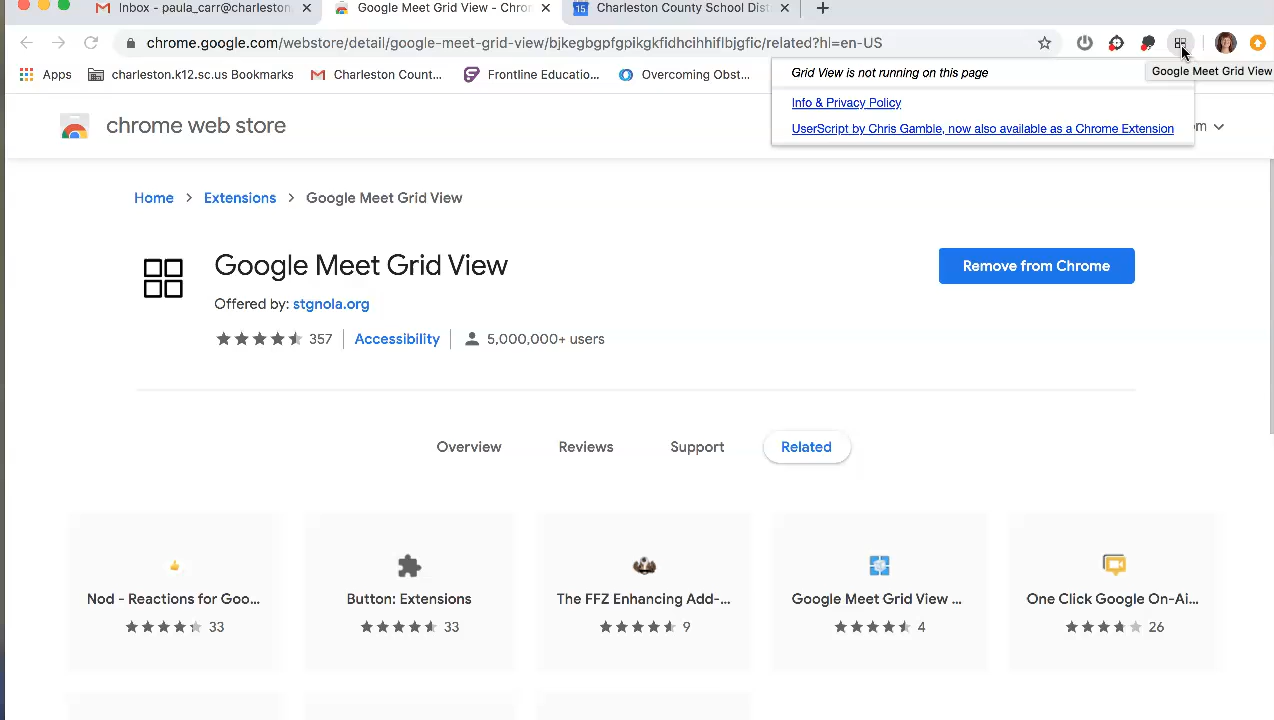 Inbox - paula_carr@charleston
Google Meet Grid View - Chron
15 Charleston County School Dist
chrome.google.com/webstore/detail/google-meet-grid-view/bjkegbgpfgpikgkfidhcihhiflbjgfic/related?hl=en-US
Apps charleston.k12.sc.us Bookmarks Charleston Count... Frontline Educatio... Overcoming Obst...
Grid View is not running on this page
Google Meet Grid View
Info & Privacy Policy
UserScript by Chris Gamble, now also available as a Chrome Extension
chrome web store
om
Home > Extensions > Google Meet Grid View
Google Meet Grid View
Remove from Chrome
Offered by: stgnola.org
357 Accessibility 5,000,000+ users
Overview Reviews Support Related
Nod - Reactions for Goo... Button: Extensions The FFZ Enhancing Add-... Google Meet Grid View ... One Click Google On-Ai...
33 33 9 4 26